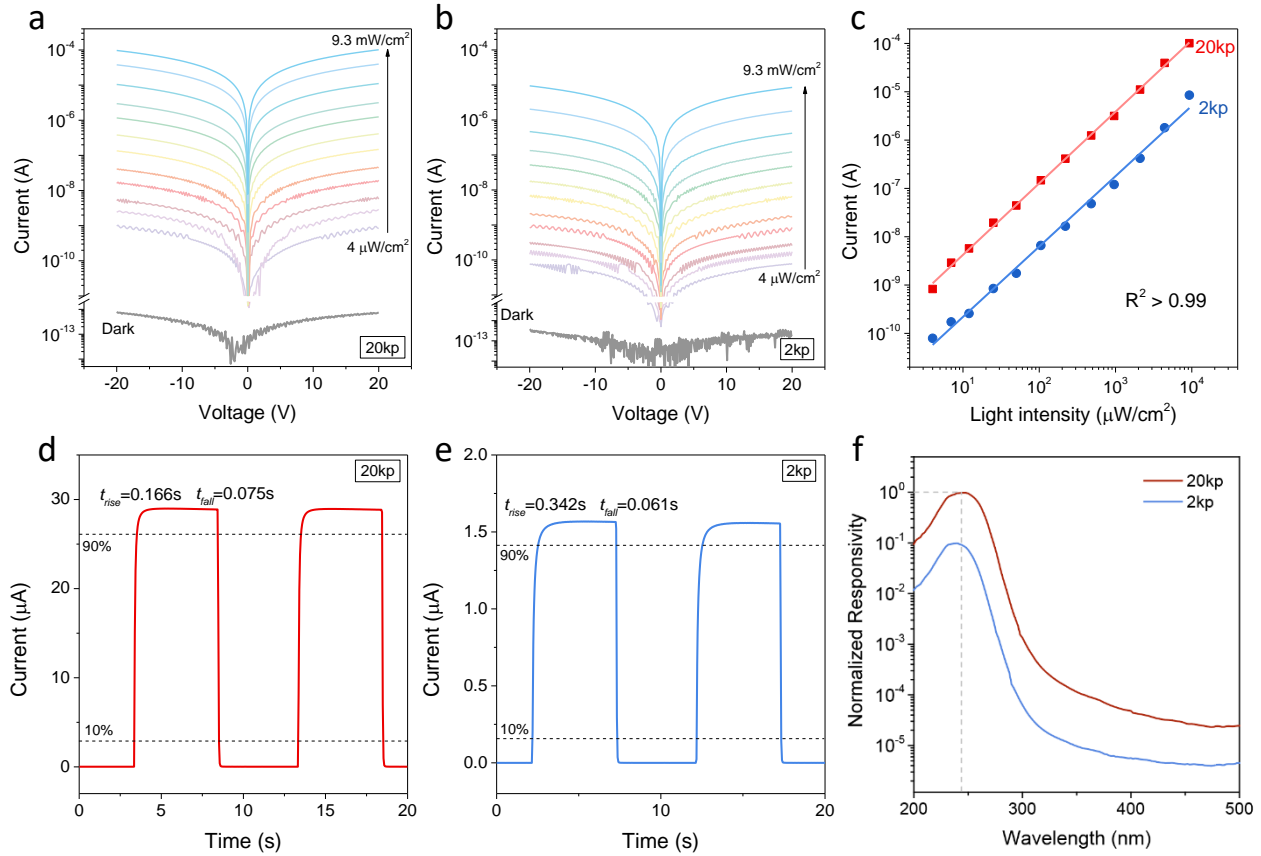 a
10⁻⁴
10⁻⁶
10⁻⁸
10⁻¹⁰
10⁻¹³
Current (A)
9.3 mW/cm²
4 μW/cm²
Dark
20kp
-20
-10
0
10
20
Voltage (V)
b
10⁻⁴
10⁻⁶
10⁻⁸
10⁻¹⁰
10⁻¹³
Current (A)
9.3 mW/cm²
4 μW/cm²
Dark
2kp
-20
-10
0
10
20
Voltage (V)
c
10⁻⁴
10⁻⁵
10⁻⁶
10⁻⁷
10⁻⁸
10⁻⁹
10⁻¹⁰
Current (A)
20kp
2kp
R² > 0.99
10¹
10²
10³
10⁴
Light intensity (μW/cm²)
d
30
20
10
0
Current (μA)
20kp
t_rise=0.166s t_fall=0.075s
90%
10%
0
5
10
15
20
Time (s)
e
2.0
1.5
1.0
0.5
0.0
Current (μA)
2kp
t_rise=0.342s t_fall=0.061s
90%
10%
0
5
10
15
20
Time (s)
f
10⁰
10⁻¹
10⁻²
10⁻³
10⁻⁴
10⁻⁵
Normalized Responsivity
20kp
2kp
200
300
400
500
Wavelength (nm)